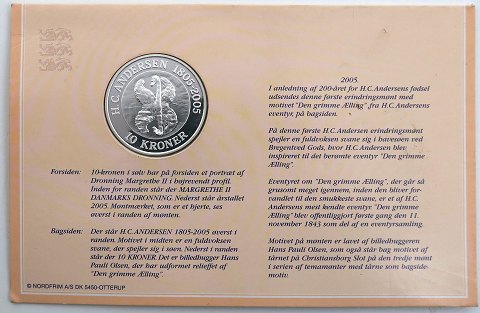 H.C.ANDERSEN 1805-2005
10 KRONER
Forsiden: 10-kronen i sølv har på forsiden et portræt af
Dronning Margrethe II i højrevendt profil.
Inden for randen står der MARGRETHE II
DANMARKS DRONNING. Nederst står årstallet
2005. Møntmærket, som er et hjerte, ses
øverst i randen af mønten.
Bagsiden: Der står H.C.ANDERSEN 1805-2005 øverst i
randen. Motivet i midten er en fuldvoksen
svane, der spejler sig i søen. Nederst i randen
står der 10 KRONER. Det er billedhugger Hans
Pauli Olsen, der har udformet relieffet af
"Den grimme Ælling".
© NORDFRIM A/S DK 5450-OTTERUP
2005.
I anledning af 200-året for H.C.Andersens fødsel
udsendes denne første erindringsmønt med
motivet "Den grimme Ælling", fra H.C.Andersens
eventyr, på bagsiden.
På denne første H.C. Andersen erindringsmønt
spejler en fuldvoksen svane sig i havesøen ved
Bregentved Gods, hvor H.C.Andersen blev
inspireret til det berømte eventyr "Den grimme
Ælling".
Eventyret om "Den grimme Ælling", der går så
grusomt meget igennem, inden den bliver for-
vandlet til den smukkeste svane, er et af H.C.
Andersens mest kendte eventyr. "Den grimme
Ælling" blev offentliggjort første gang den 11.
november 1843 som del af en eventyrsamling.
Motivet på mønten er lavet af billedhuggeren
Hans Pauli Olsen, som også står bag motivet af
tårnet på Christiansborg Slot på den tredje mønt
i serien af temamønter med tårne som bagside-
motiv.